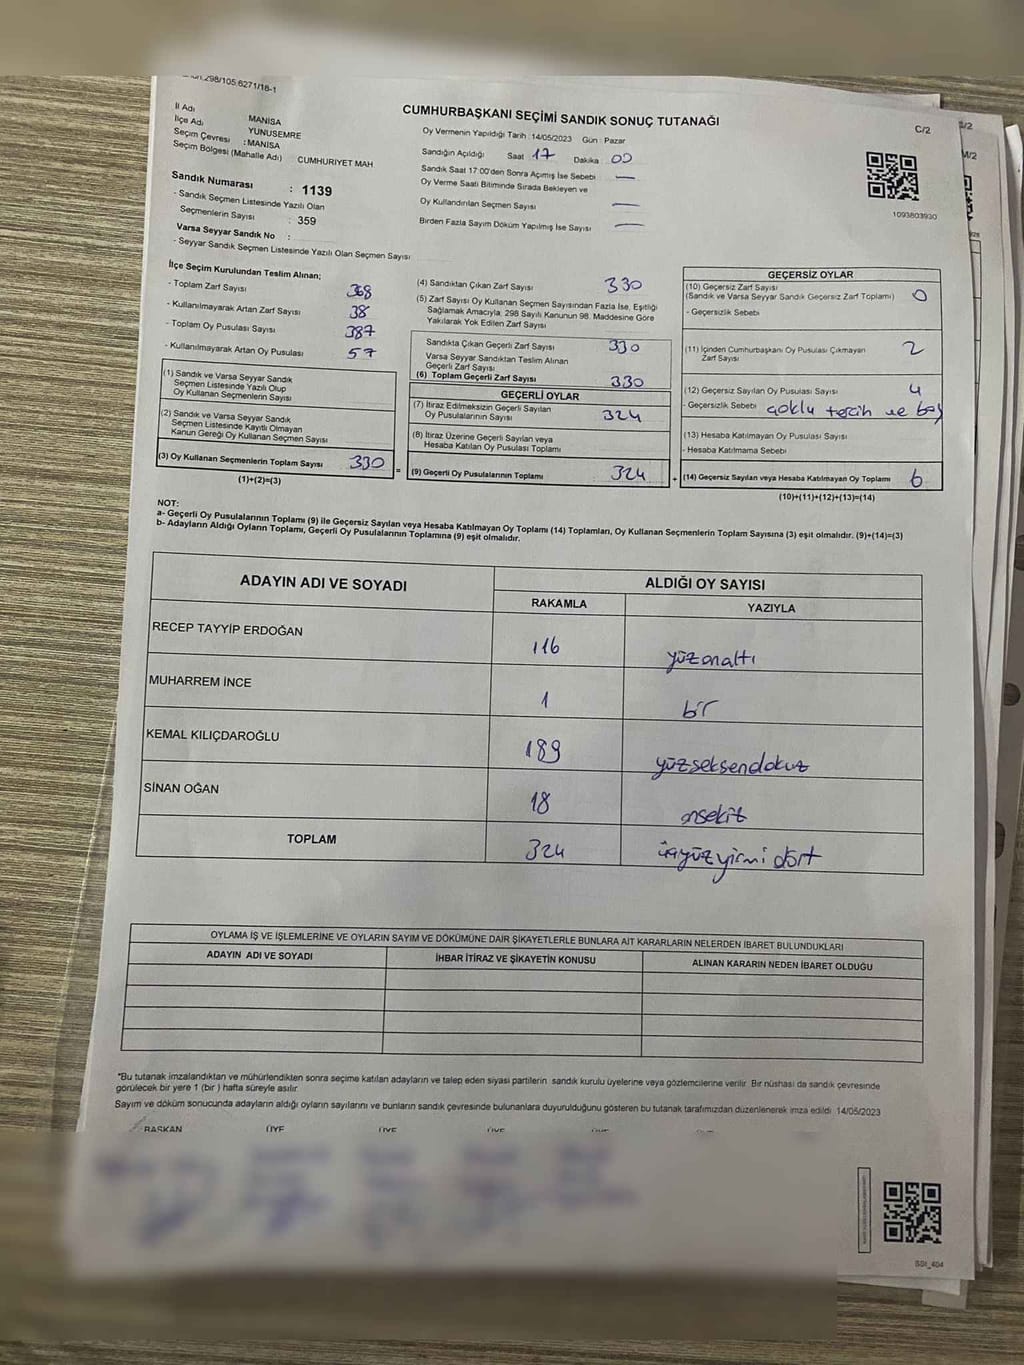 298/105.6271/18-1
CUMHURBAŞKANI SEÇİMİ SANDIK SONUÇ TUTANAĞI
C/2
İl Adı MANİSA
İlçe Adı YUNUSEMRE
Seçim Çevresi : MANİSA
Seçim Bölgesi (Mahalle Adı) CUMHURIYET MAH.
Sandık Numarası : 1139
- Sandık Seçmen Listesinde Yazılı Olan
Seçmenlerin Sayısı : 359
Varsa Seyyar Sandık No :
- Seyyar Sandık Seçmen Listesinde Yazılı Olan Seçmen Sayısı
Oy Vermenin Yapıldığı Tarih : 14/05/2023 Gün : Pazar
Sandığın Açıldığı Saat 17 Dakika 00
Sandık Saat 17:00'den Sonra Açımış İse Sebebi —
Oy Verme Saati Bitiminde Sırada Bekleyen ve
Oy Kullandırılan Seçmen Sayısı —
Birden Fazla Sayım Döküm Yapılmış İse Sayısı —
1093803930
İlçe Seçim Kurulundan Teslim Alınan;
- Toplam Zarf Sayısı 368
- Kullanılmayarak Artan Zarf Sayısı 38
- Toplam Oy Pusulası Sayısı 387
- Kullanılmayarak Artan Oy Pusulası 57
(1) Sandık ve Varsa Seyyar Sandık
Seçmen Listesinde Yazılı Olup
Oy Kullanan Seçmenlerin Sayısı
(2) Sandık ve Varsa Seyyar Sandık
Seçmen Listesinde Kayıtlı Olmayan
Kanun Gereği Oy Kullanan Seçmen Sayısı
(3) Oy Kullanan Seçmenlerin Toplam Sayısı 330
(1)+(2)=(3)
=
(4) Sandıktan Çıkan Zarf Sayısı 330
(5) Zarf Sayısı Oy Kullanan Seçmen Sayısından Fazla İse, Eşitliği
Sağlamak Amacıyla, 298 Sayılı Kanunun 98. Maddesine Göre
Yakılarak Yok Edilen Zarf Sayısı
Sandıkta Çıkan Geçerli Zarf Sayısı 330
Varsa Seyyar Sandıktan Teslim Alınan
Geçerli Zarf Sayısı
(6) Toplam Geçerli Zarf Sayısı 330
GEÇERLİ OYLAR
(7) İtiraz Edilmeksizin Geçerli Sayılan
Oy Pusulalarının Sayısı 324
(8) İtiraz Üzerine Geçerli Sayılan veya
Hesaba Katılan Oy Pusulası Toplamı
(9) Geçerli Oy Pusulalarının Toplamı 324
+
GEÇERSİZ OYLAR
(10) Geçersiz Zarf Sayısı
(Sandık ve Varsa Seyyar Sandık Geçersiz Zarf Toplamı) 0
- Geçersizlik Sebebi
(11) İçinden Cumhurbaşkanı Oy Pusulası Çıkmayan
Zarf Sayısı 2
(12) Geçersiz Sayılan Oy Pusulası Sayısı 4
- Geçersizlik Sebebi çoklu tercih ve boş
(13) Hesaba Katılmayan Oy Pusulası Sayısı
- Hesaba Katılmama Sebebi
(14) Geçersiz Sayılan veya Hesaba Katılmayan Oy Toplamı 6
(10)+(11)+(12)+(13)=(14)
NOT:
a- Geçerli Oy Pusulalarının Toplamı (9) ile Geçersiz Sayılan veya Hesaba Katılmayan Oy Toplamı (14) Toplamları, Oy Kullanan Seçmenlerin Toplam Sayısına (3) eşit olmalıdır. (9)+(14)=(3)
b- Adayların Aldığı Oyların Toplamı, Geçerli Oy Pusulalarının Toplamına (9) eşit olmalıdır.
ADAYIN ADI VE SOYADI ALDIĞI OY SAYISI
RAKAMLA YAZIYLA
RECEP TAYYİP ERDOĞAN 116 yüzonaltı
MUHARREM İNCE 1 bir
KEMAL KILIÇDAROĞLU 189 yüzseksendokuz
SİNAN OĞAN 18 onsekiz
TOPLAM 324 üçyüzyirmi dört
OYLAMA İŞ VE İŞLEMLERİNE VE OYLARIN SAYIM VE DÖKÜMÜNE DAİR ŞİKAYETLERLE BUNLARA AİT KARARLARIN NELERDEN İBARET BULUNDUKLARI
ADAYIN ADI VE SOYADI İHBAR İTİRAZ VE ŞİKAYETİN KONUSU ALINAN KARARIN NEDEN İBARET OLDUĞU
*Bu tutanak imzalandıktan ve mühürlendikten sonra seçime katılan adayların ve talep eden siyasi partilerin sandık kurulu üyelerine veya gözlemcilerine verilir. Bir nüshası da sandık çevresinde
görülecek bir yere 1 (bir ) hafta süreyle asılır.
Sayım ve döküm sonucunda adayların aldığı oyların sayılarını ve bunların sandık çevresinde bulunanlara duyurulduğunu gösteren bu tutanak tarafımızdan düzenlenerek imza edildi. 14/05/2023
BAŞKAN ÜYE ÜYE ÜYE
SSI_404